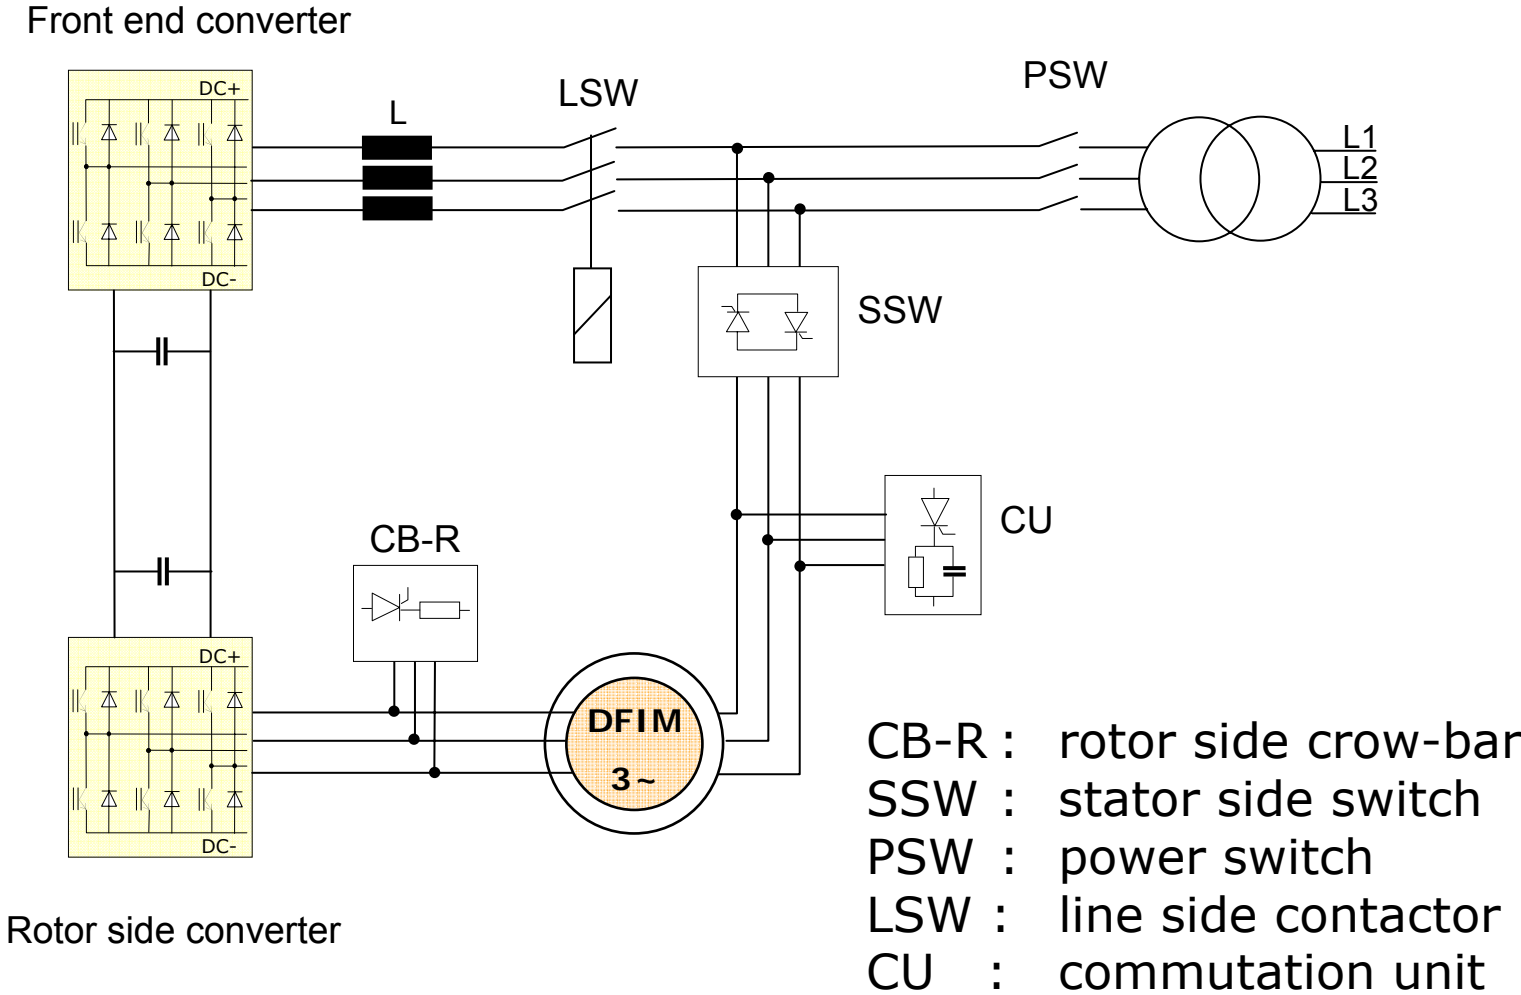 Front end converter
PSW
LSW
DC+
L
L1
L2
L3
DC-
SSW
CU
CB-R
DC+
DFIM
3~
DC-
CB-R : rotor side crow-bar
SSW : stator side switch
PSW : power switch
LSW : line side contactor
CU : commutation unit
Rotor side converter